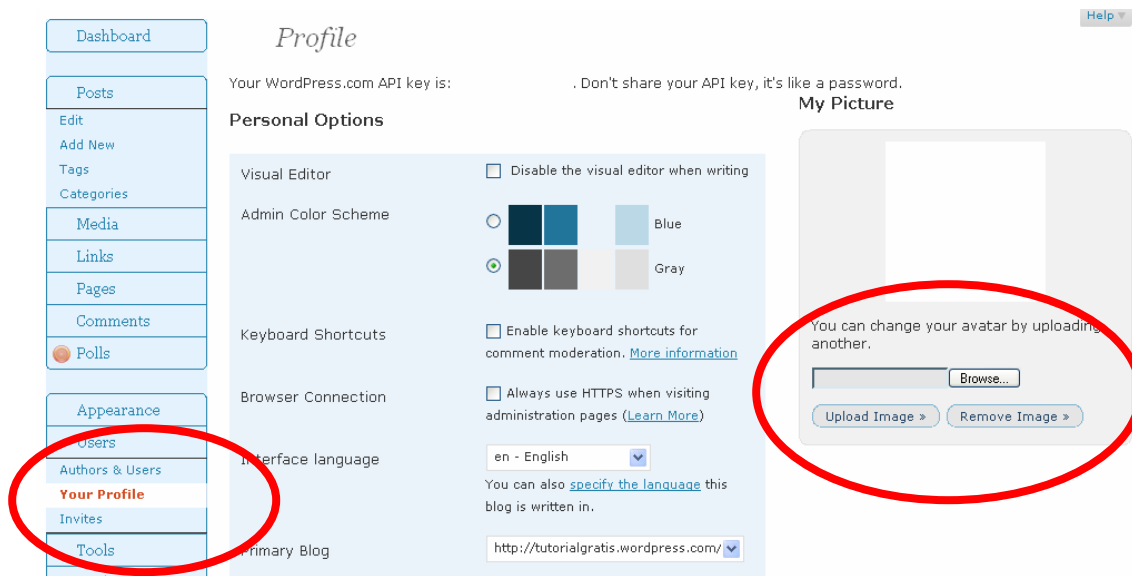 Help
Dashboard
Posts
Edit
Add New
Tags
Categories
Media
Links
Pages
Comments
Polls
Appearance
Users
Authors & Users
Your Profile
Invites
Tools
Profile
Your WordPress.com API key is: . Don't share your API key, it's like a password.
Personal Options
Visual Editor
Disable the visual editor when writing
Admin Color Scheme
Blue
Gray
Keyboard Shortcuts
Enable keyboard shortcuts for
comment moderation. More information
Browser Connection
Always use HTTPS when visiting
administration pages (Learn More)
Interface language
en - English
You can also specify the language this
blog is written in.
Primary Blog
http://tutorialgratis.wordpress.com/
My Picture
You can change your avatar by uploading
another.
Browse...
Upload Image »
Remove Image »